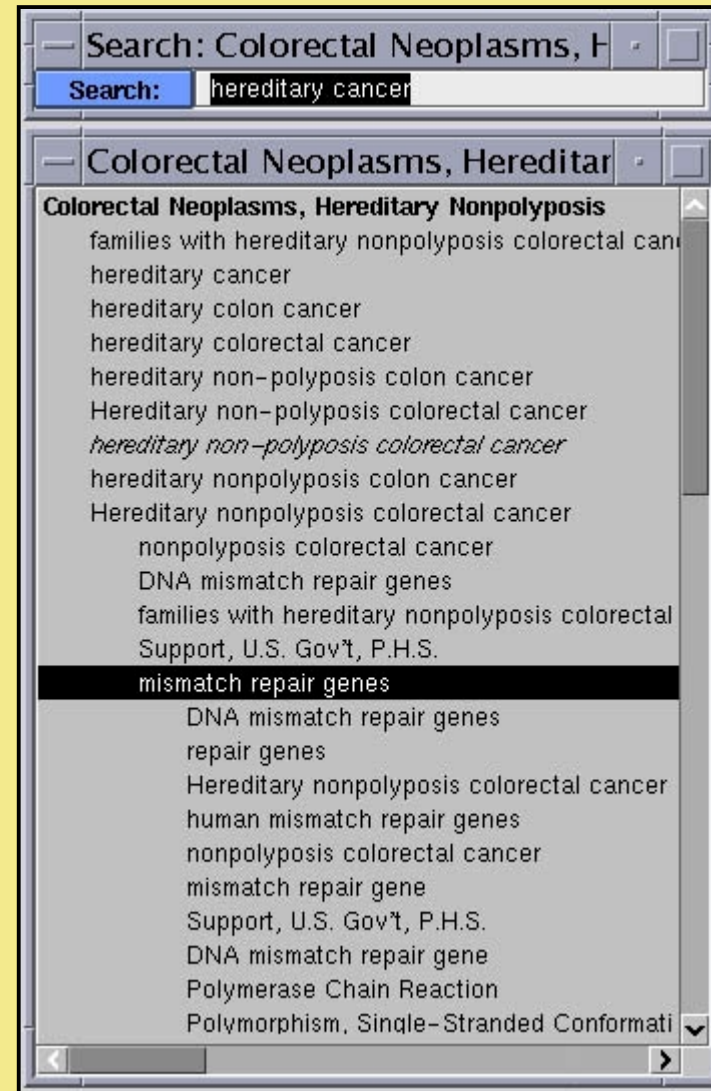 Search: Colorectal Neoplasms, H
Search: hereditary cancer
Colorectal Neoplasms, Hereditar
Colorectal Neoplasms, Hereditary Nonpolyposis
families with hereditary nonpolyposis colorectal can
hereditary cancer
hereditary colon cancer
hereditary colorectal cancer
hereditary non-polyposis colon cancer
Hereditary non-polyposis colorectal cancer
hereditary non-polyposis colorectal cancer
hereditary nonpolyposis colon cancer
Hereditary nonpolyposis colorectal cancer
nonpolyposis colorectal cancer
DNA mismatch repair genes
families with hereditary nonpolyposis colorectal
Support, U.S. Gov't, P.H.S.
mismatch repair genes
DNA mismatch repair genes
repair genes
Hereditary nonpolyposis colorectal cancer
human mismatch repair genes
nonpolyposis colorectal cancer
mismatch repair gene
Support, U.S. Gov't, P.H.S.
DNA mismatch repair gene
Polymerase Chain Reaction
Polymorphism, Single-Stranded Conformati